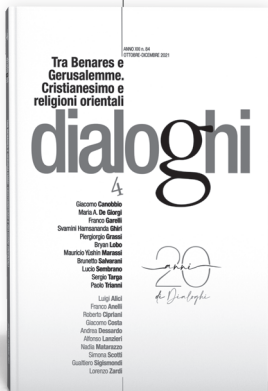 ANNO XXI n. 84
OTTOBRE-DICEMBRE 2021
Tra Benares e
Gerusalemme.
Cristianesimo e
religioni orientali
dialoghi
4
Giacomo Canobbio
Maria A. De Giorgi
Franco Garelli
Svamini Hamsananda Ghiri
Piergiorgio Grassi
Bryan Lobo
Mauricio Yūshin Marassi
Brunetto Salvarani
Lucio Sembrano
Sergio Targa
Paolo Trianni
20
anni
di Dialoghi
Luigi Alici
Franco Anelli
Roberto Cipriani
Giacomo Costa
Andrea Dessardo
Alfonso Lanzieri
Nadia Matarazzo
Simona Scotti
Gualtiero Sigismondi
Lorenzo Zardi